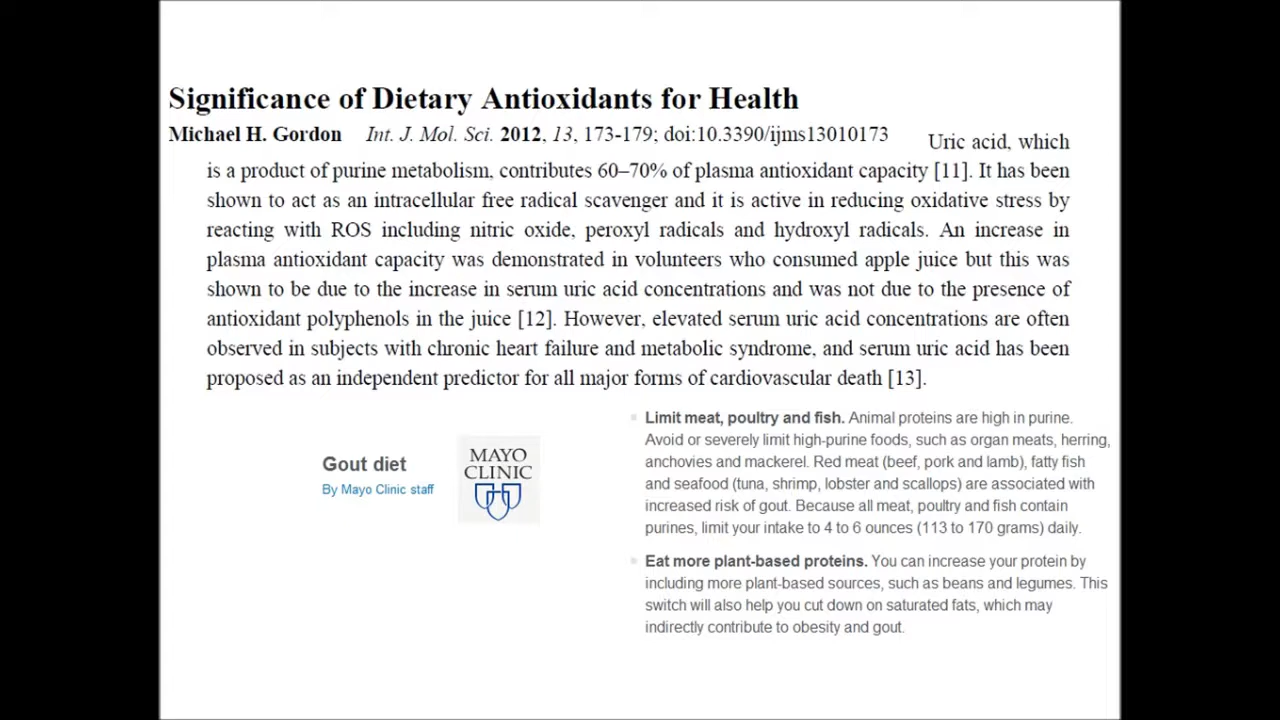 Significance of Dietary Antioxidants for Health
Michael H. Gordon Int. J. Mol. Sci. 2012, 13, 173-179; doi:10.3390/ijms13010173
Uric acid, which
is a product of purine metabolism, contributes 60–70% of plasma antioxidant capacity [11]. It has been
shown to act as an intracellular free radical scavenger and it is active in reducing oxidative stress by
reacting with ROS including nitric oxide, peroxyl radicals and hydroxyl radicals. An increase in
plasma antioxidant capacity was demonstrated in volunteers who consumed apple juice but this was
shown to be due to the increase in serum uric acid concentrations and was not due to the presence of
antioxidant polyphenols in the juice [12]. However, elevated serum uric acid concentrations are often
observed in subjects with chronic heart failure and metabolic syndrome, and serum uric acid has been
proposed as an independent predictor for all major forms of cardiovascular death [13].
Gout diet
By Mayo Clinic staff
MAYO
CLINIC
Limit meat, poultry and fish. Animal proteins are high in purine.
Avoid or severely limit high-purine foods, such as organ meats, herring,
anchovies and mackerel. Red meat (beef, pork and lamb), fatty fish
and seafood (tuna, shrimp, lobster and scallops) are associated with
increased risk of gout. Because all meat, poultry and fish contain
purines, limit your intake to 4 to 6 ounces (113 to 170 grams) daily.
Eat more plant-based proteins. You can increase your protein by
including more plant-based sources, such as beans and legumes. This
switch will also help you cut down on saturated fats, which may
indirectly contribute to obesity and gout.